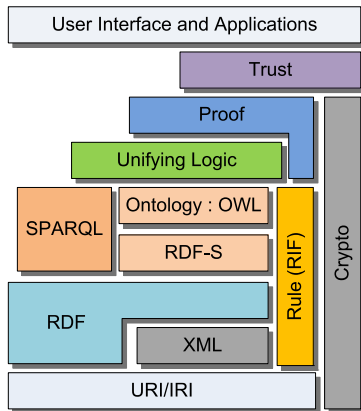 User Interface and Applications
Trust
Proof
Unifying Logic
Ontology : OWL
SPARQL
RDF-S
Rule (RIF)
Crypto
RDF
XML
URI/IRI